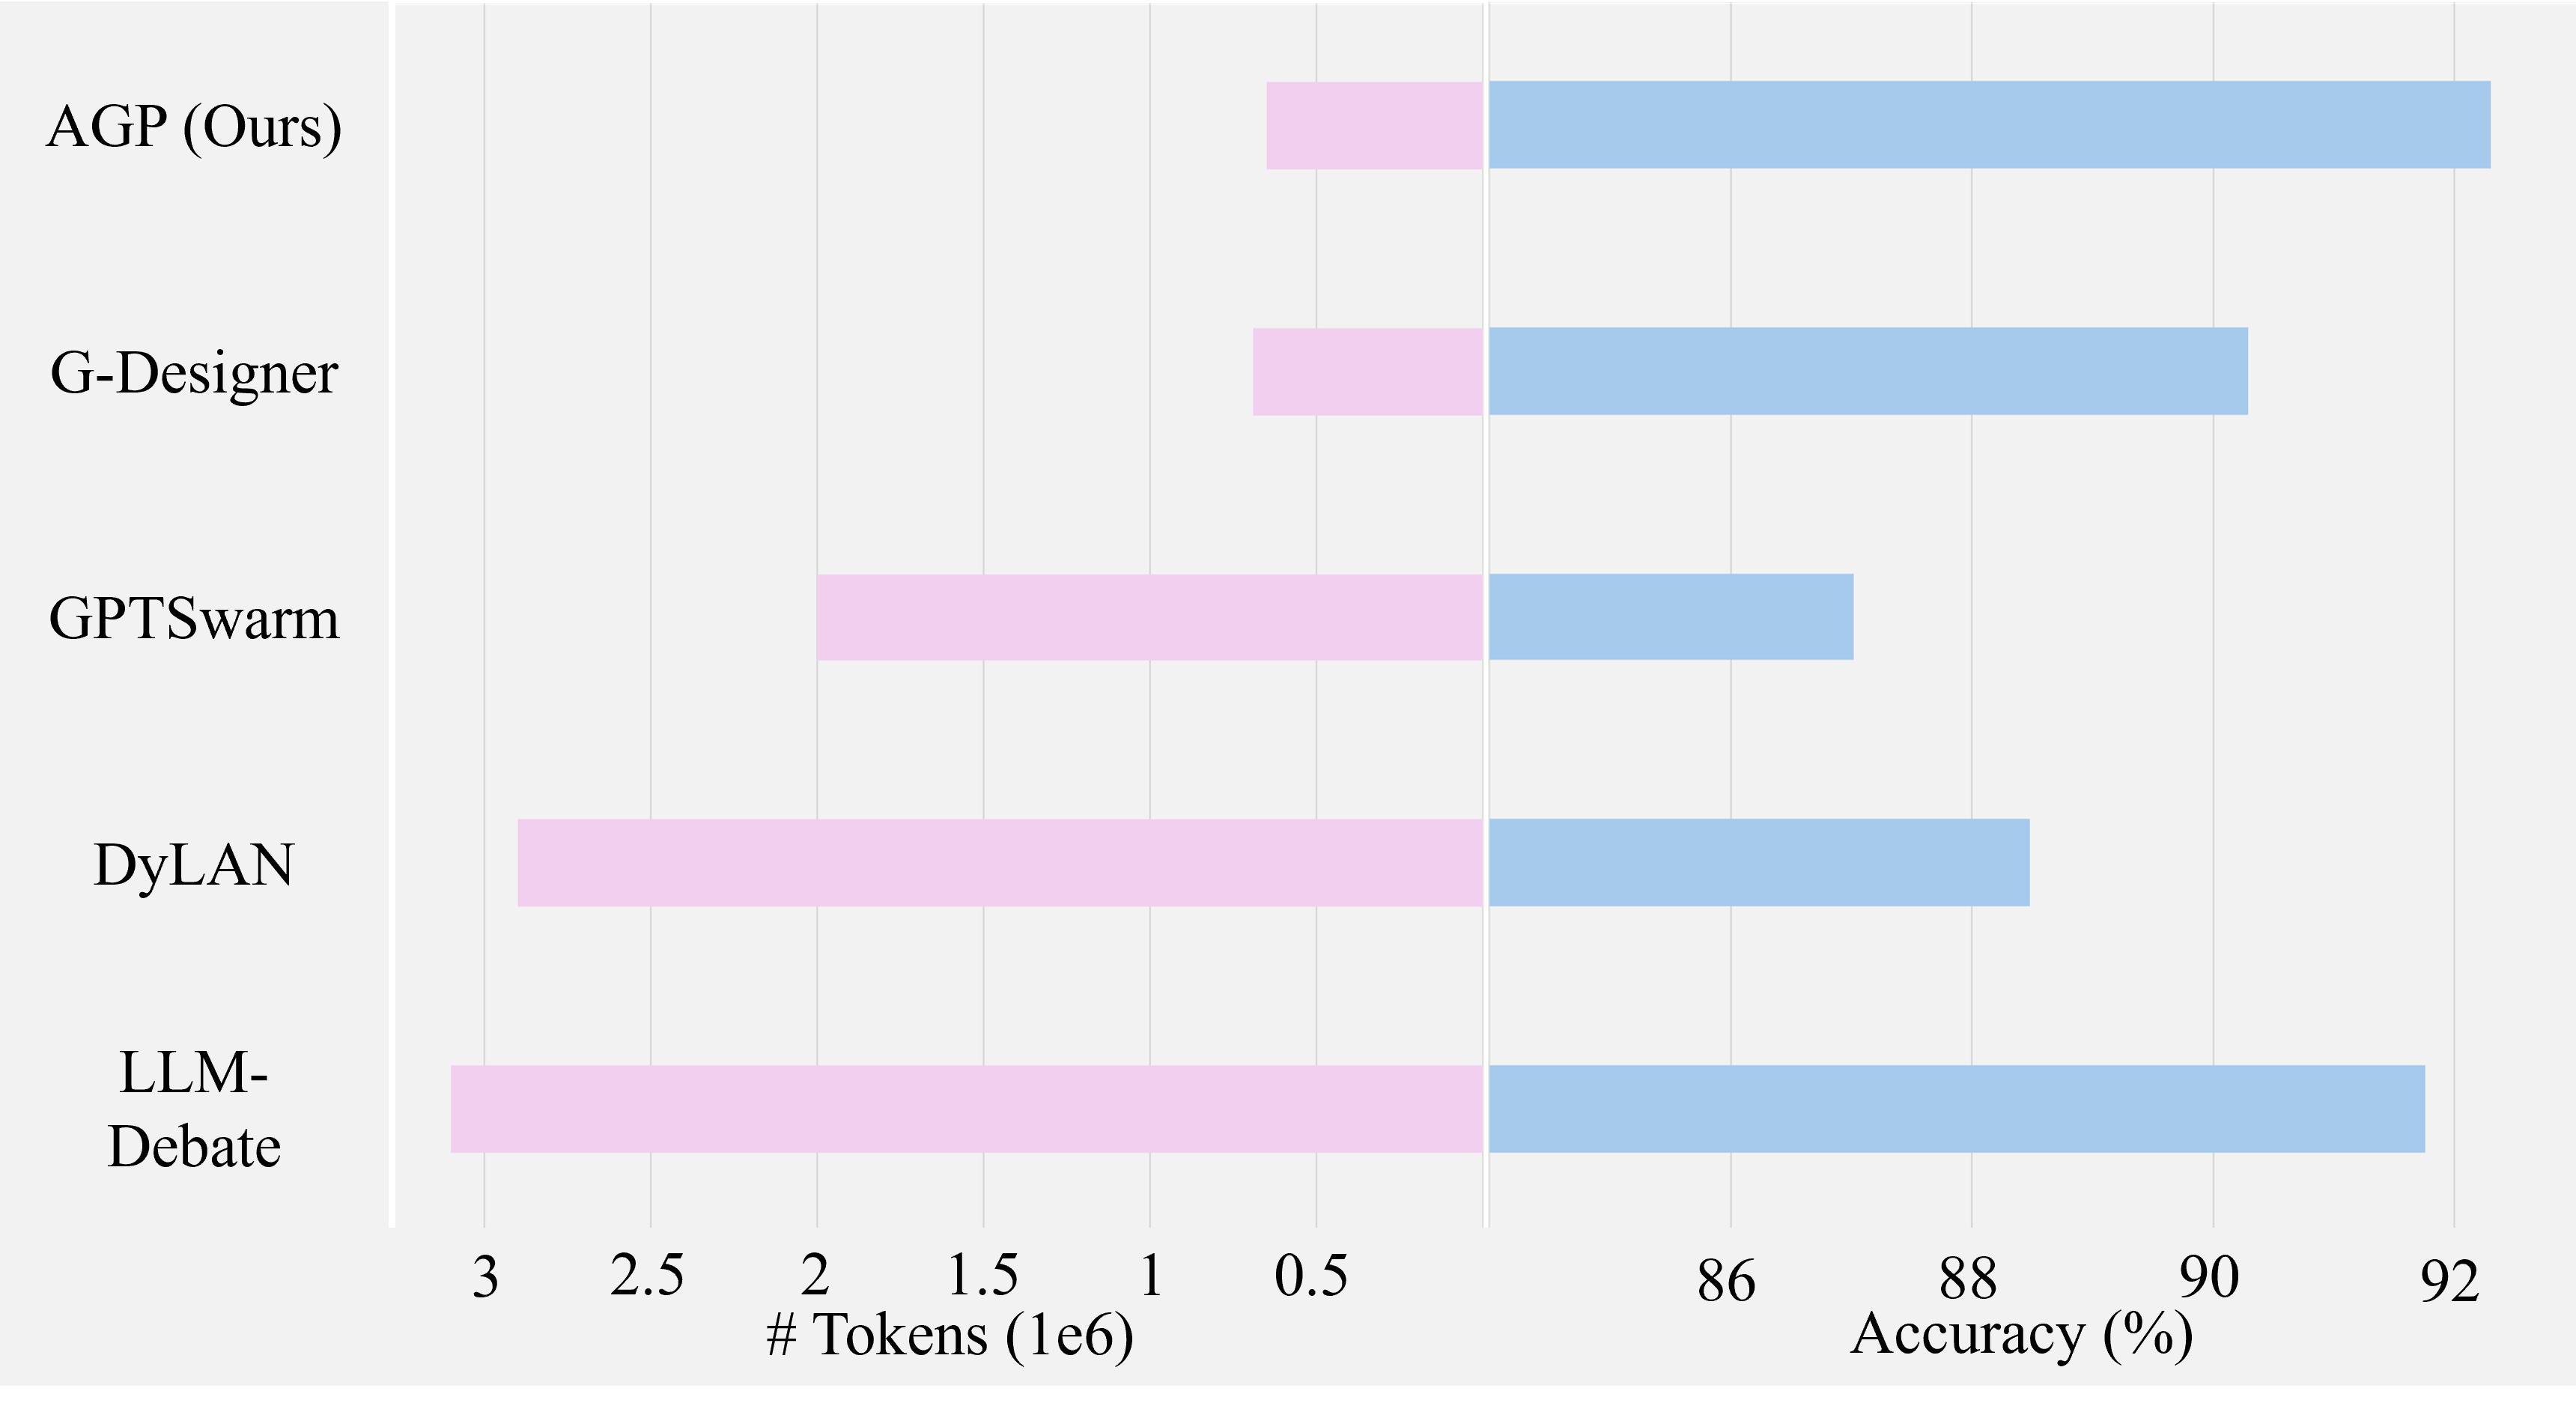 AGP (Ours)
G-Designer
GPTSwarm
DyLAN
LLM-
Debate
3 2.5 2 1.5 1 0.5 86 88 90 92
# Tokens (1e6) Accuracy (%)